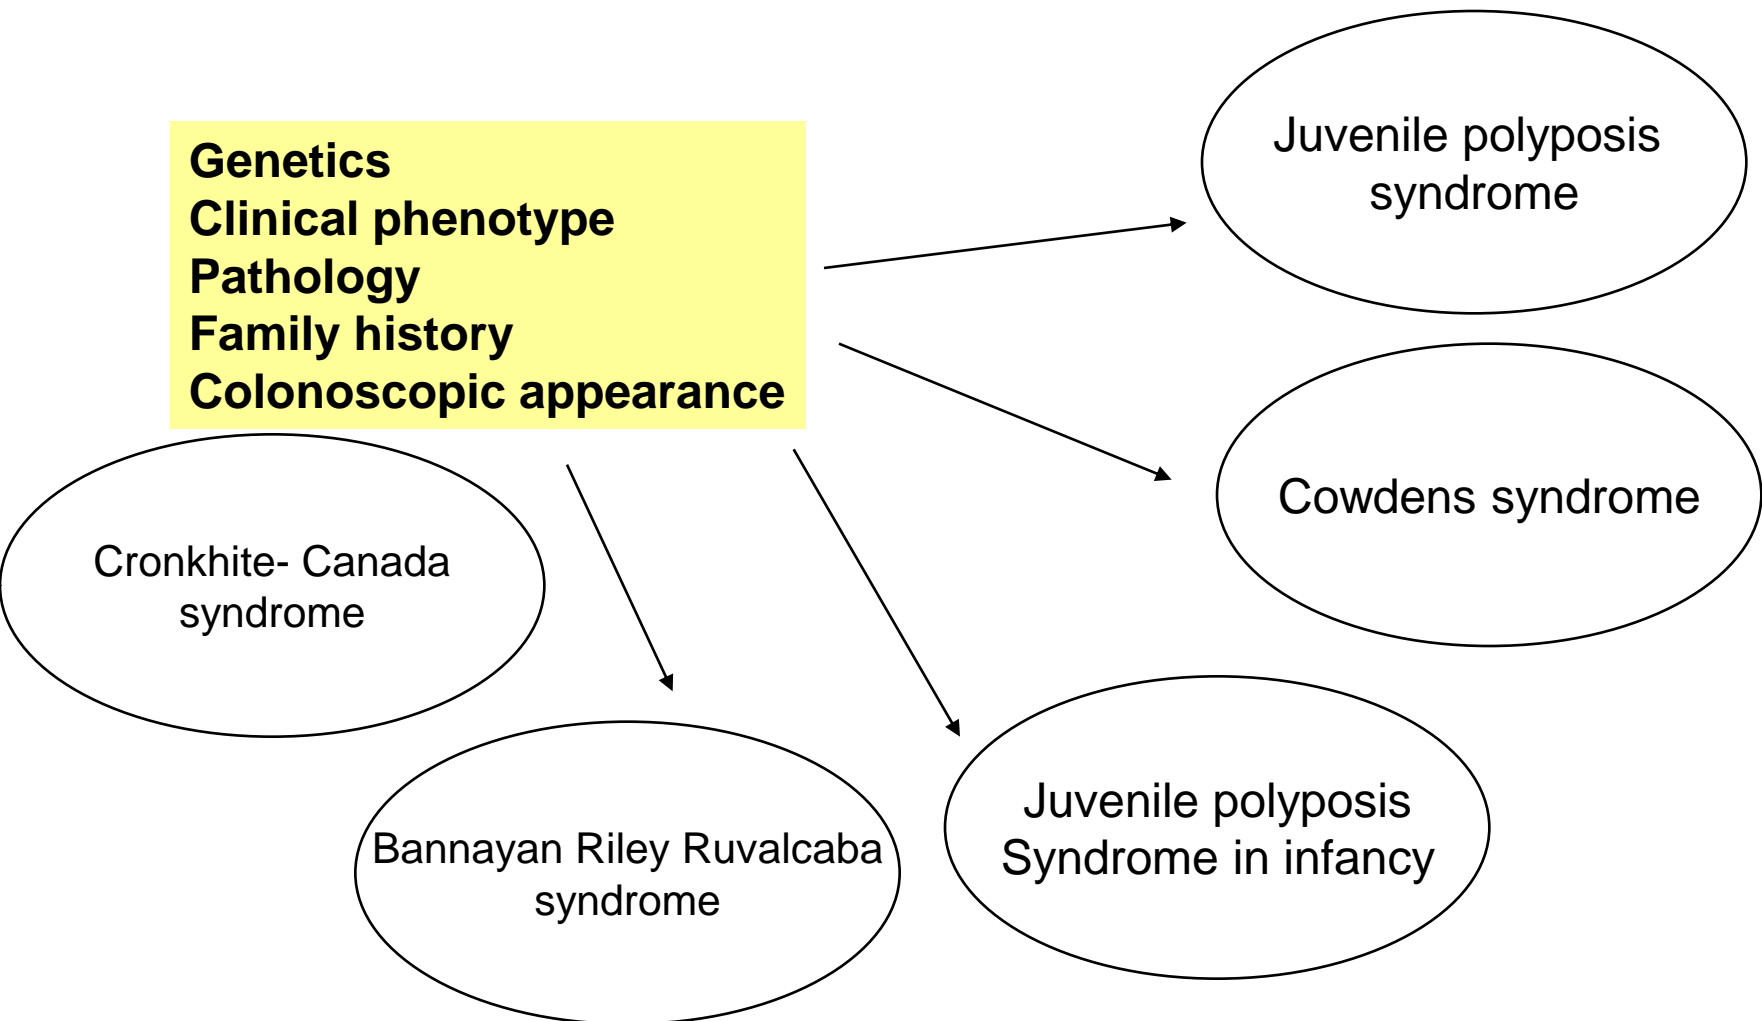 Genetics
Clinical phenotype
Pathology
Family history
Colonoscopic appearance
Juvenile polyposis
syndrome
Cowdens syndrome
Cronkhite- Canada
syndrome
Bannayan Riley Ruvalcaba
syndrome
Juvenile polyposis
Syndrome in infancy